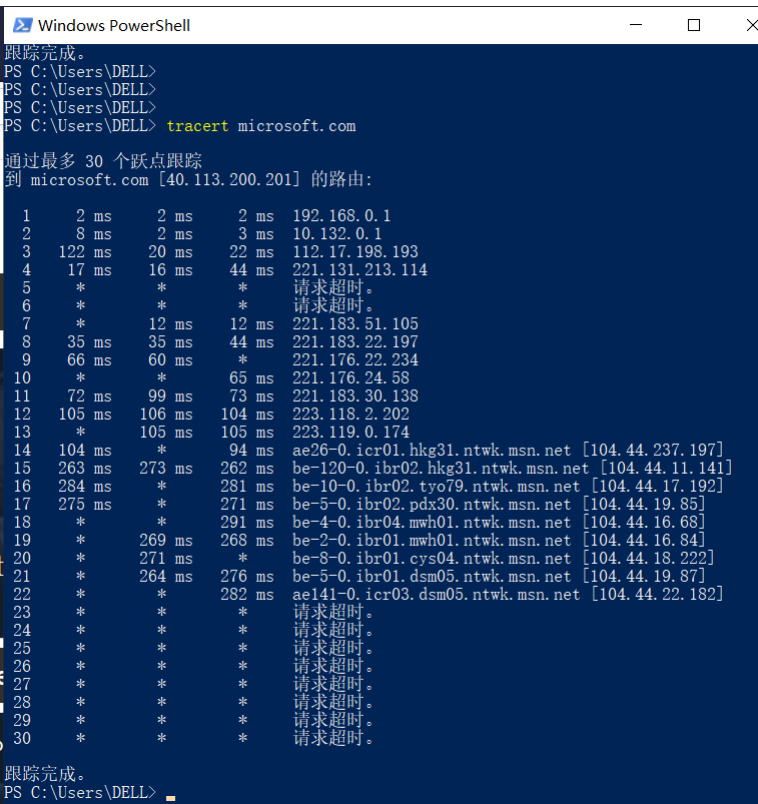 Windows PowerShell
跟踪完成。
PS C:\Users\DELL>
PS C:\Users\DELL>
PS C:\Users\DELL>
PS C:\Users\DELL> tracert microsoft.com
通过最多 30 个跃点跟踪
到 microsoft.com [40.113.200.201] 的路由:
1 2 ms 2 ms 2 ms 192.168.0.1
2 8 ms 2 ms 3 ms 10.132.0.1
3 122 ms 20 ms 22 ms 112.17.198.193
4 17 ms 16 ms 44 ms 221.131.213.114
5 * * * 请求超时。
6 * * * 请求超时。
7 * 12 ms 12 ms 221.183.51.105
8 35 ms 35 ms 44 ms 221.183.22.197
9 66 ms 60 ms * 221.176.22.234
10 * * 65 ms 221.176.24.58
11 72 ms 99 ms 73 ms 221.183.30.138
12 105 ms 106 ms 104 ms 223.118.2.202
13 * 105 ms 105 ms 223.119.0.174
14 104 ms * 94 ms ae26-0.icr01.hkg31.ntwk.msn.net [104.44.237.197]
15 263 ms 273 ms 262 ms be-120-0.ibr02.hkg31.ntwk.msn.net [104.44.11.141]
16 284 ms * 281 ms be-10-0.ibr02.tyo79.ntwk.msn.net [104.44.17.192]
17 275 ms * 271 ms be-5-0.ibr02.pdx30.ntwk.msn.net [104.44.19.85]
18 * * 291 ms be-4-0.ibr04.mwh01.ntwk.msn.net [104.44.16.68]
19 * 269 ms 268 ms be-2-0.ibr01.mwh01.ntwk.msn.net [104.44.16.84]
20 * 271 ms * be-8-0.ibr01.cys04.ntwk.msn.net [104.44.18.222]
21 * 264 ms 276 ms be-5-0.ibr01.dsm05.ntwk.msn.net [104.44.19.87]
22 * * 282 ms ae141-0.icr03.dsm05.ntwk.msn.net [104.44.22.182]
23 * * * 请求超时。
24 * * * 请求超时。
25 * * * 请求超时。
26 * * * 请求超时。
27 * * * 请求超时。
28 * * * 请求超时。
29 * * * 请求超时。
30 * * * 请求超时。
跟踪完成。
PS C:\Users\DELL>